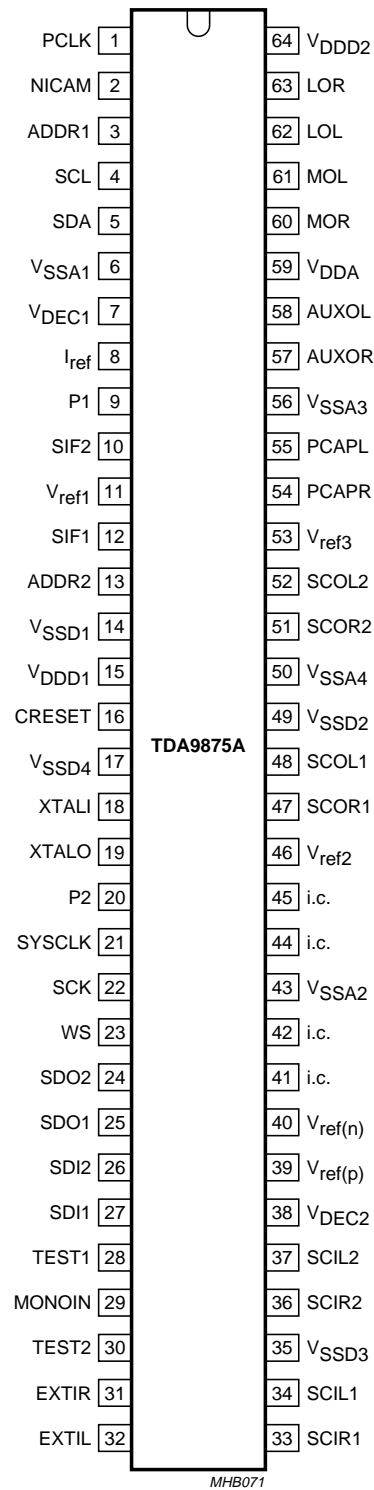 PCLK 1 64 VDDD2
NICAM 2 63 LOR
ADDR1 3 62 LOL
SCL 4 61 MOL
SDA 5 60 MOR
VSSA1 6 59 VDDA
VDEC1 7 58 AUXOL
Iref 8 57 AUXOR
P1 9 56 VSSA3
SIF2 10 55 PCAPL
Vref1 11 54 PCAPR
SIF1 12 53 Vref3
ADDR2 13 52 SCOL2
VSSD1 14 51 SCOR2
VDDD1 15 50 VSSA4
CRESET 16 49 VSSD2
TDA9875A
VSSD4 17 48 SCOL1
XTALI 18 47 SCOR1
XTALO 19 46 Vref2
P2 20 45 i.c.
SYSCLK 21 44 i.c.
SCK 22 43 VSSA2
WS 23 42 i.c.
SDO2 24 41 i.c.
SDO1 25 40 Vref(n)
SDI2 26 39 Vref(p)
SDI1 27 38 VDEC2
TEST1 28 37 SCIL2
MONOIN 29 36 SCIR2
TEST2 30 35 VSSD3
EXTIR 31 34 SCIL1
EXTIL 32 33 SCIR1
MHB071